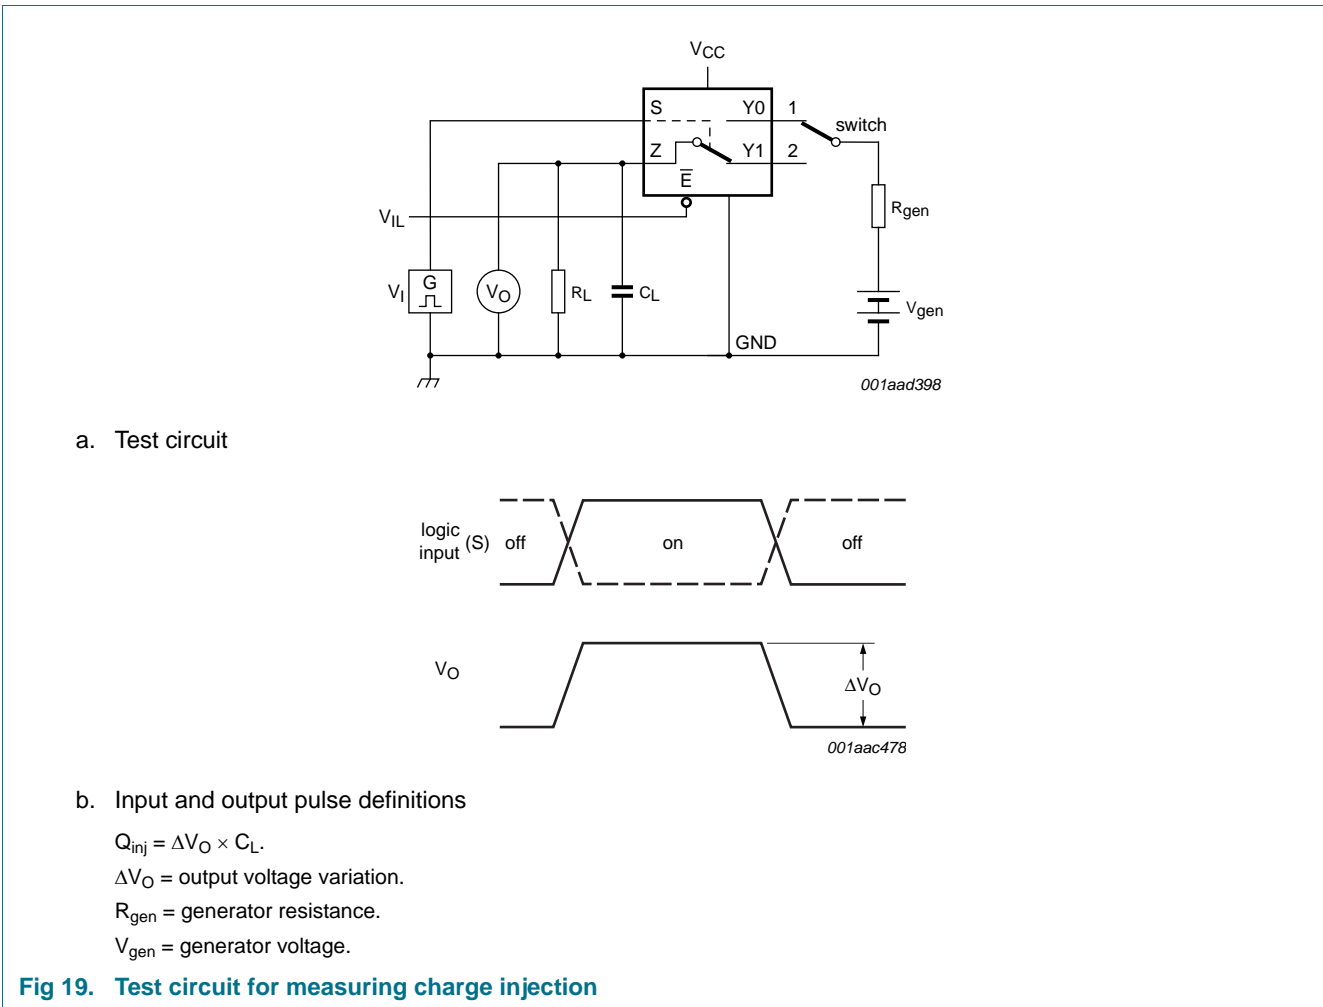 VCC
S Y0 1
switch
Z Y1 2
E
Rgen
VIL
VI G VO RL CL
Vgen
GND
001aad398
a. Test circuit
logic input (S) off on off
VO
ΔVO
001aac478
b. Input and output pulse definitions
Qinj = ΔVO × CL.
ΔVO = output voltage variation.
Rgen = generator resistance.
Vgen = generator voltage.
Fig 19. Test circuit for measuring charge injection